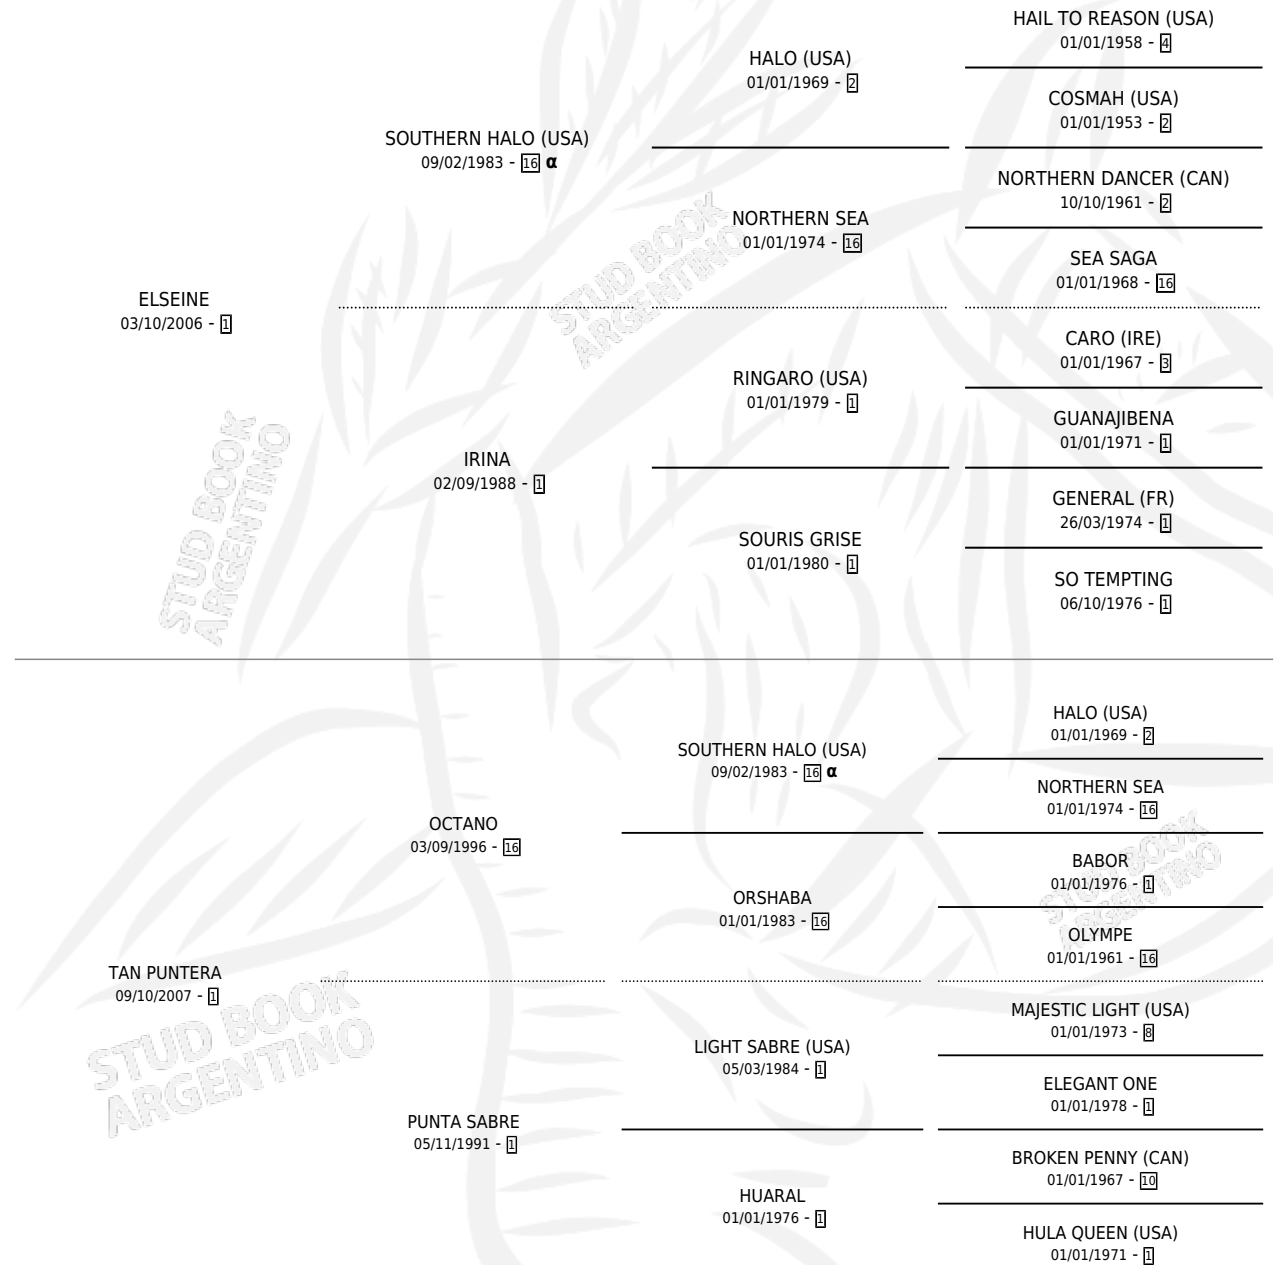 HAIL TO REASON (USA)
01/01/1958 - 4
HALO (USA)
01/01/1969 - 2
COSMAH (USA)
01/01/1953 - 2
SOUTHERN HALO (USA)
09/02/1983 - 16 α
NORTHERN DANCER (CAN)
10/10/1961 - 2
NORTHERN SEA
01/01/1974 - 16
SEA SAGA
01/01/1968 - 16
STUD BOOK
ARGENTINO
ELSEINE
03/10/2006 - 1
CARO (IRE)
01/01/1967 - 3
RINGARO (USA)
01/01/1979 - 1
GUANAJIBENA
01/01/1971 - 1
IRINA
02/09/1988 - 1
GENERAL (FR)
26/03/1974 - 1
SOURIS GRISE
01/01/1980 - 1
SO TEMPTING
06/10/1976 - 1
STUD BOOK
ARGENTINO
HALO (USA)
01/01/1969 - 2
SOUTHERN HALO (USA)
09/02/1983 - 16 α
NORTHERN SEA
01/01/1974 - 16
OCTANO
03/09/1996 - 16
BABOR
01/01/1976 - 1
ORSHABA
01/01/1983 - 16
OLYMPE
01/01/1961 - 16
STUD BOOK
ARGENTINO
TAN PUNTERA
09/10/2007 - 1
MAJESTIC LIGHT (USA)
01/01/1973 - 8
LIGHT SABRE (USA)
05/03/1984 - 1
ELEGANT ONE
01/01/1978 - 1
PUNTA SABRE
05/11/1991 - 1
BROKEN PENNY (CAN)
01/01/1967 - 10
HUARAL
01/01/1976 - 1
HULA QUEEN (USA)
01/01/1971 - 1
STUD BOOK
ARGENTINO